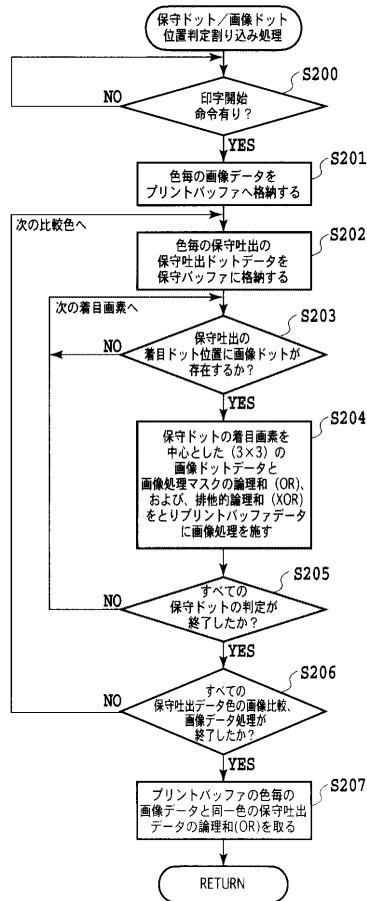 保守ドット／画像ドット
位置判定割り込み処理
S200
印字開始
命令有り？
NO
YES
S201
色毎の画像データを
プリントバッファへ格納する
次の比較色へ
S202
色毎の保守吐出の
保守吐出ドットデータを
保守バッファに格納する
次の着目画素へ
S203
保守吐出の
着目ドット位置に画像ドットが
存在するか？
NO
YES
S204
保守ドットの着目画素を
中心とした（3×3）の
画像ドットデータと
画像処理マスクの論理和（OR）、
および、排他的論理和（XOR）
をとりプリントバッファデータ
に画像処理を施す
S205
すべての
保守ドットの判定が
終了したか？
NO
YES
S206
すべての
保守吐出データ色の画像比較、
画像データ処理が
終了したか？
NO
YES
S207
プリントバッファの色毎の
画像データと同一色の保守吐出
データの論理和(OR)を取る
RETURN